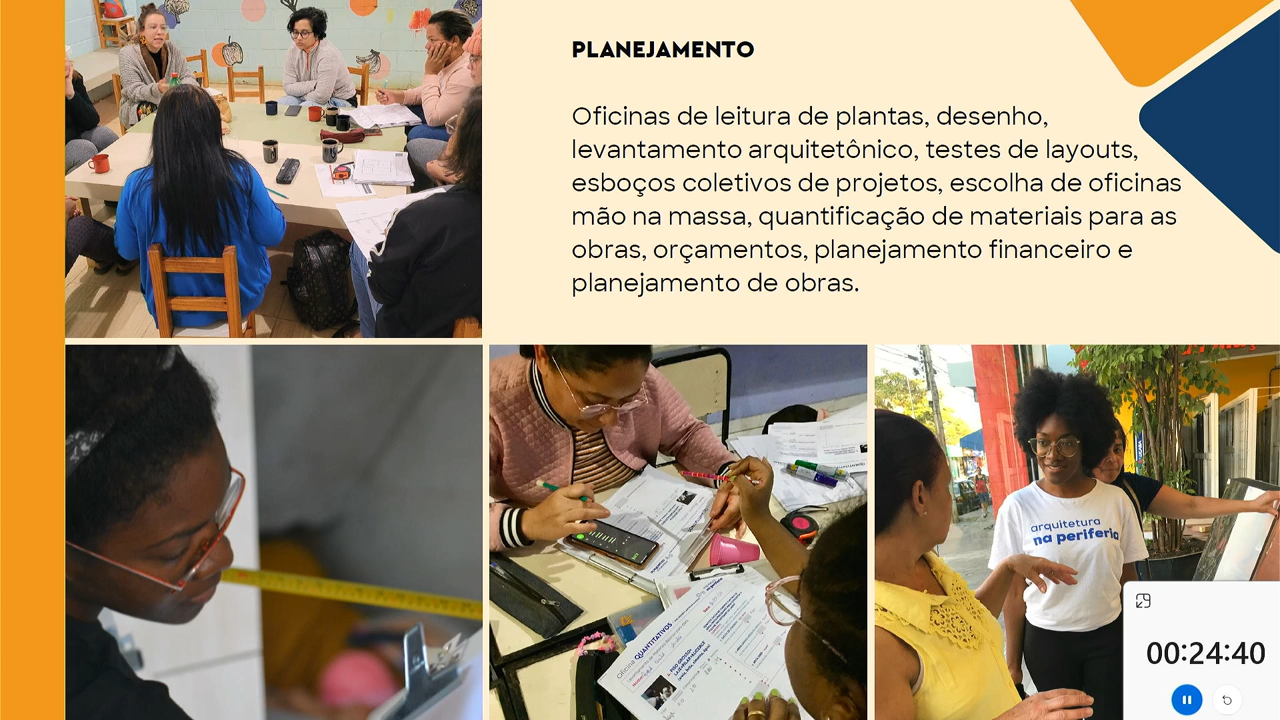 PLANEJAMENTO
Oficinas de leitura de plantas, desenho,
levantamento arquitetônico, testes de layouts,
esboços coletivos de projetos, escolha de oficinas
mão na massa, quantificação de materiais para as
obras, orçamentos, planejamento financeiro e
planejamento de obras.
Oficina QUANTITATIVOS
arquitetura
na periferia
00:24:40